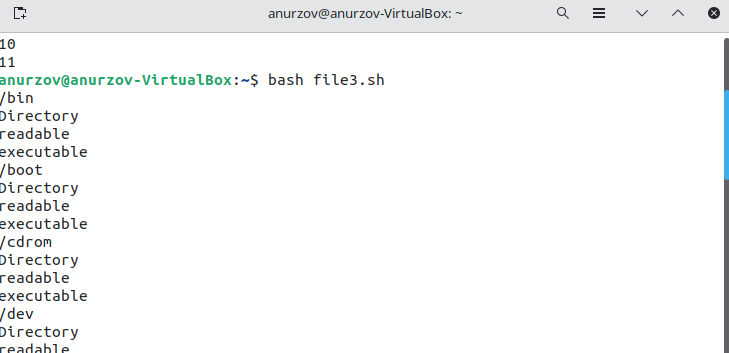 anurzov@anurzov-VirtualBox: ~
10
11
anurzov@anurzov-VirtualBox:~$ bash file3.sh
/bin
Directory
readable
executable
/boot
Directory
readable
executable
/cdrom
Directory
readable
executable
/dev
Directory
readable